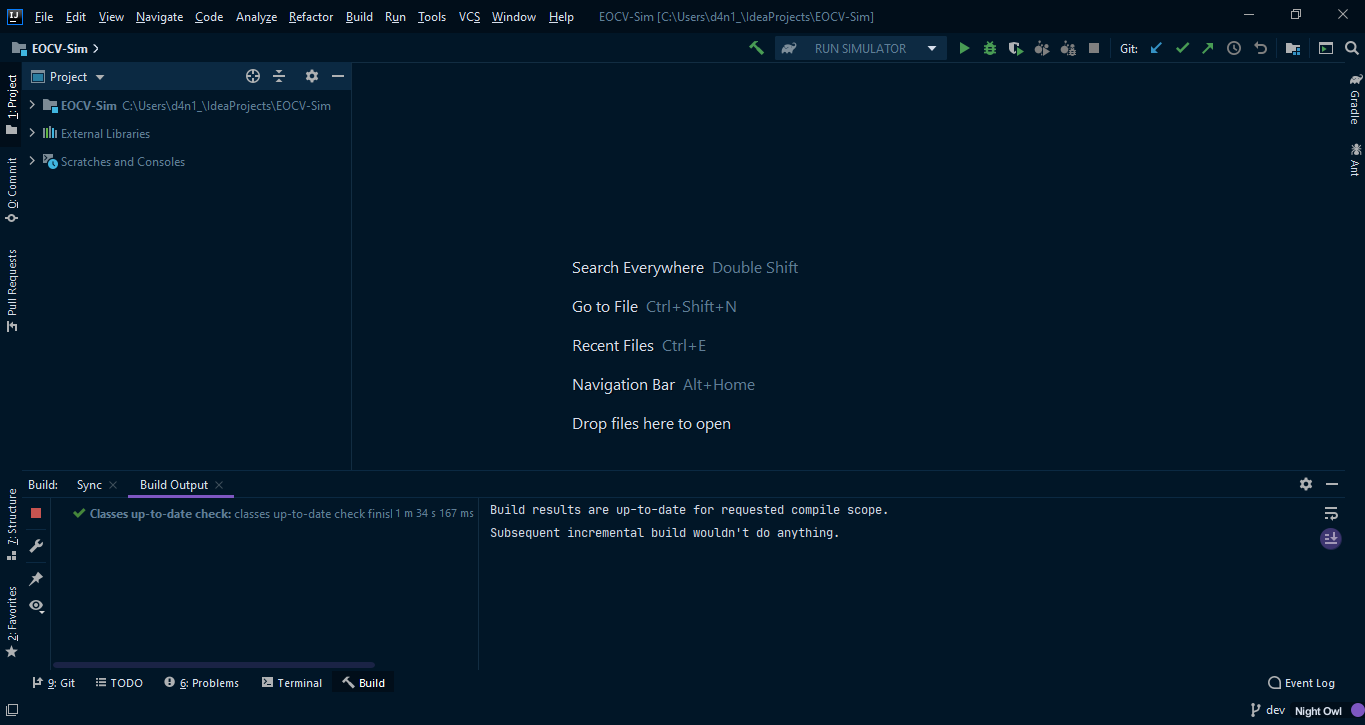 IJ File Edit View Navigate Code Analyze Refactor Build Run Tools VCS Window Help EOCV-Sim [C:\Users\d4n1_\IdeaProjects\EOCV-Sim]
EOCV-Sim RUN SIMULATOR Git:
Project
EOCV-Sim C:\Users\d4n1_\IdeaProjects\EOCV-Sim
External Libraries
Scratches and Consoles
1: Project
0: Commit
Pull Requests
7: Structure
2: Favorites
Gradle
Ant
Search Everywhere Double Shift
Go to File Ctrl+Shift+N
Recent Files Ctrl+E
Navigation Bar Alt+Home
Drop files here to open
Build: Sync Build Output
Classes up-to-date check: classes up-to-date check finisl 1 m 34 s 167 ms
Build results are up-to-date for requested compile scope.
Subsequent incremental build wouldn't do anything.
9: Git TODO 6: Problems Terminal Build Event Log
dev Night Owl